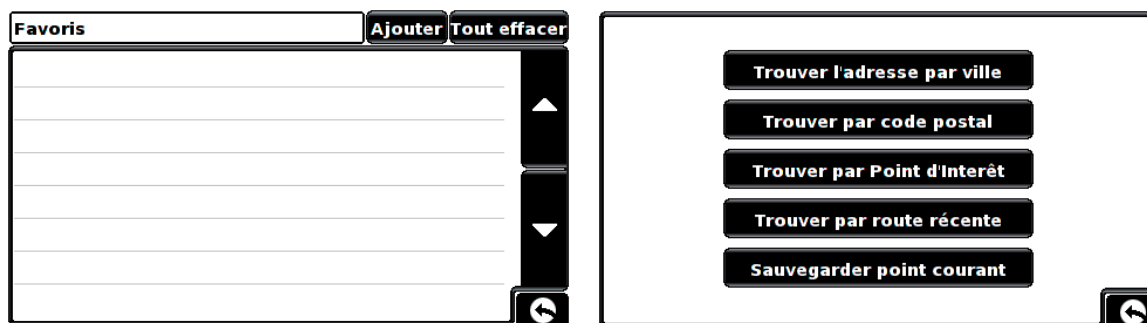 Favoris
Ajouter
Tout effacer
Trouver l'adresse par ville
Trouver par code postal
Trouver par Point d'Interêt
Trouver par route récente
Sauvegarder point courant